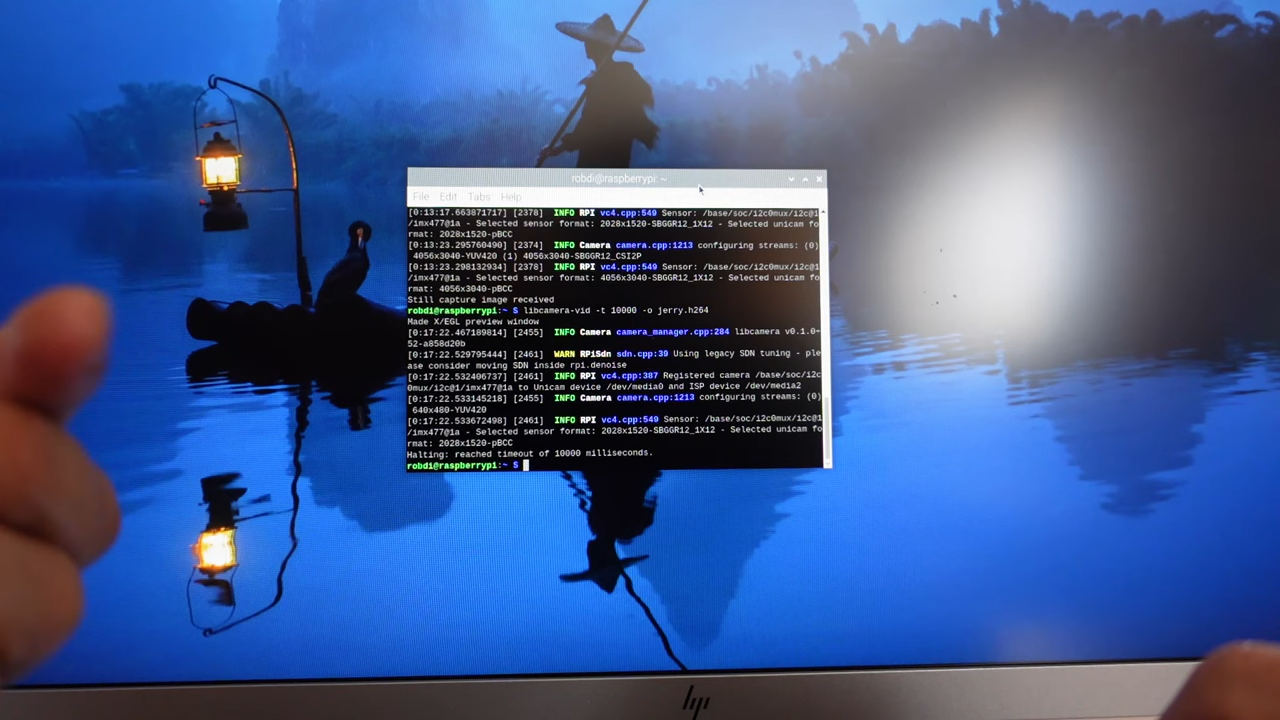 robdi@raspberrypi: ~
File Edit Tabs Help
[0:13:17.663871717] [2378] INFO RPI vc4.cpp:549 Sensor: /base/soc/i2c0mux/i2c@1
/imx477@1a - Selected sensor format: 2028x1520-SBGGR12_1X12 - Selected unicam fo
rmat: 2028x1520-pBCC
[0:13:23.295760490] [2374] INFO Camera camera.cpp:1213 configuring streams: (0)
4056x3040-YUV420 (1) 4056x3040-SBGGR12_CSI2P
[0:13:23.298132934] [2378] INFO RPI vc4.cpp:549 Sensor: /base/soc/i2c0mux/i2c@1
/imx477@1a - Selected sensor format: 4056x3040-SBGGR12_1X12 - Selected unicam fo
rmat: 4056x3040-pBCC
Still capture image received
robdi@raspberrypi:~ $ libcamera-vid -t 10000 -o jerry.h264
Made X/EGL preview window
[0:17:22.467189814] [2455] INFO Camera camera_manager.cpp:284 libcamera v0.1.0+
52-a858d20b
[0:17:22.529795444] [2461] WARN RPiSdn sdn.cpp:39 Using legacy SDN tuning - ple
ase consider moving SDN inside rpi.denoise
[0:17:22.532406737] [2461] INFO RPI vc4.cpp:387 Registered camera /base/soc/i2c
0mux/i2c@1/imx477@1a to Unicam device /dev/media0 and ISP device /dev/media2
[0:17:22.533145218] [2455] INFO Camera camera.cpp:1213 configuring streams: (0)
640x480-YUV420
[0:17:22.533672498] [2461] INFO RPI vc4.cpp:549 Sensor: /base/soc/i2c0mux/i2c@1
/imx477@1a - Selected sensor format: 2028x1520-SBGGR12_1X12 - Selected unicam fo
rmat: 2028x1520-pBCC
Halting: reached timeout of 10000 milliseconds.
robdi@raspberrypi:~ $
hp